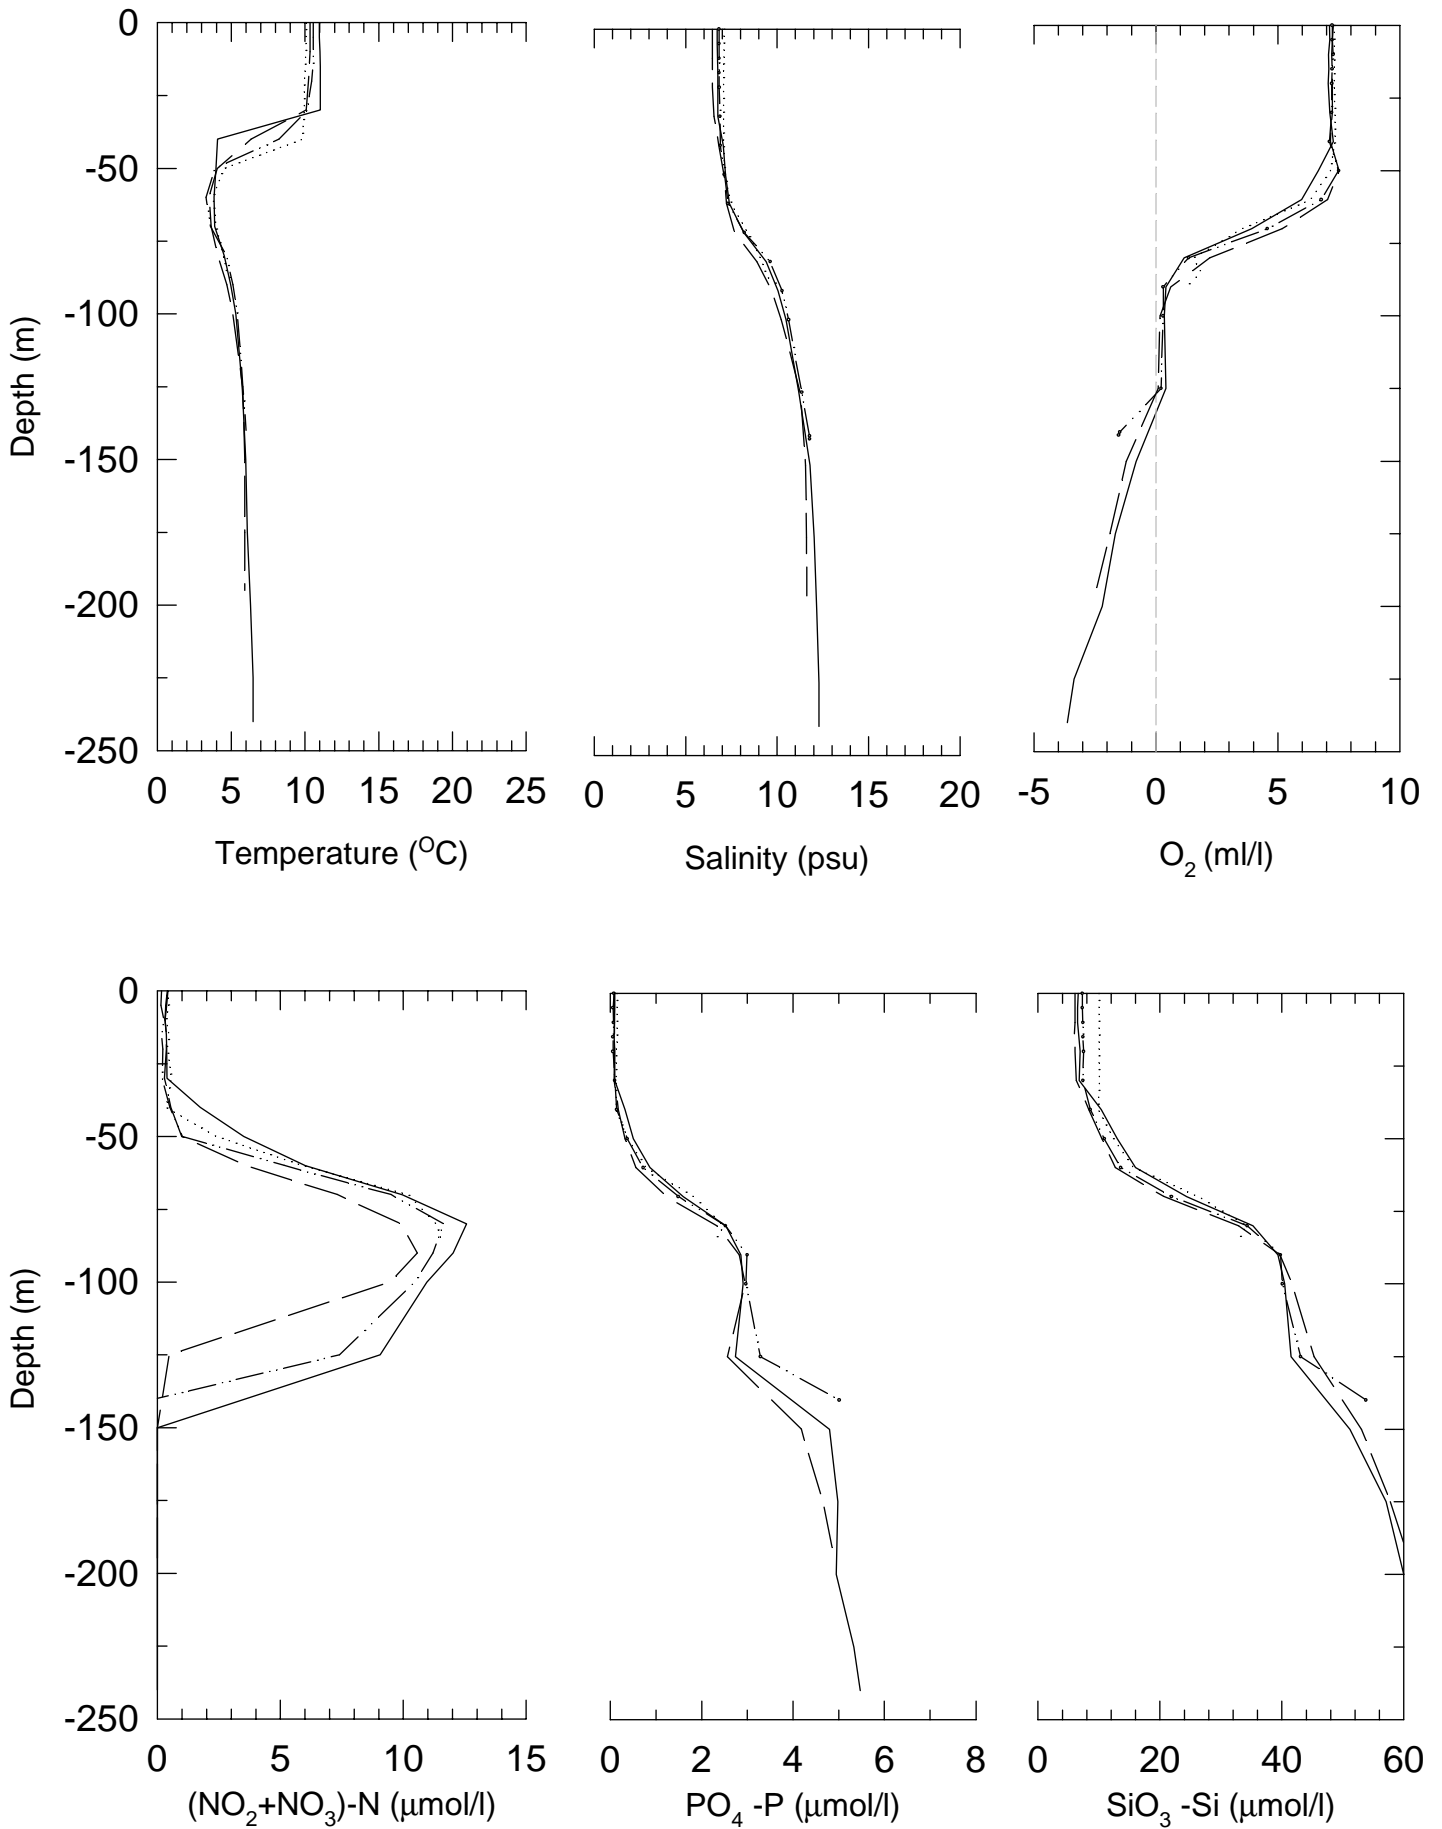 0
-50
-100
-150
-200
-250
Depth (m)
0 5 10 15 20 25
0 5 10 15 20
-5 0 5 10
Temperature (°C)
Salinity (psu)
O₂ (ml/l)
0
-50
-100
-150
-200
-250
Depth (m)
0 5 10 15
0 2 4 6 8
0 20 40 60
(NO₂+NO₃)-N (μmol/l)
PO₄ -P (μmol/l)
SiO₃ -Si (μmol/l)